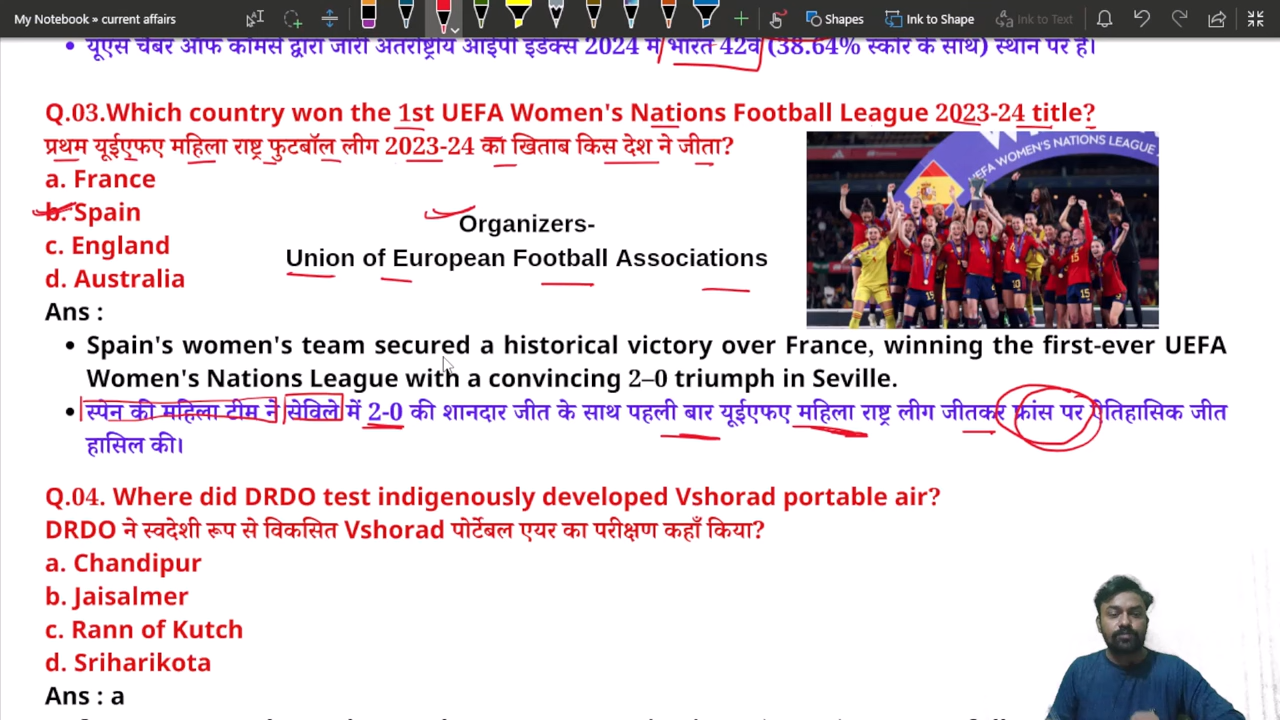 My Notebook » current affairs
Shapes
Ink to Shape
Ink to Text
यूएस चैंबर ऑफ कॉमर्स द्वारा जारी अंतर्राष्ट्रीय आईपी इंडेक्स 2024 में भारत 42वें (38.64% स्कोर के साथ) स्थान पर है।
Q.03.Which country won the 1st UEFA Women's Nations Football League 2023-24 title?
प्रथम यूईएफए महिला राष्ट्र फुटबॉल लीग 2023-24 का खिताब किस देश ने जीता?
a. France
b. Spain
c. England
d. Australia
Organizers-
Union of European Football Associations
UEFA WOMEN'S NATIONS LEAGUE
Ans :
• Spain's women's team secured a historical victory over France, winning the first-ever UEFA
Women's Nations League with a convincing 2–0 triumph in Seville.
• स्पेन की महिला टीम ने सेविले में 2-0 की शानदार जीत के साथ पहली बार यूईएफए महिला राष्ट्र लीग जीतकर फ्रांस पर ऐतिहासिक जीत
हासिल की।
Q.04. Where did DRDO test indigenously developed Vshorad portable air?
DRDO ने स्वदेशी रूप से विकसित Vshorad पोर्टेबल एयर का परीक्षण कहाँ किया?
a. Chandipur
b. Jaisalmer
c. Rann of Kutch
d. Sriharikota
Ans : a